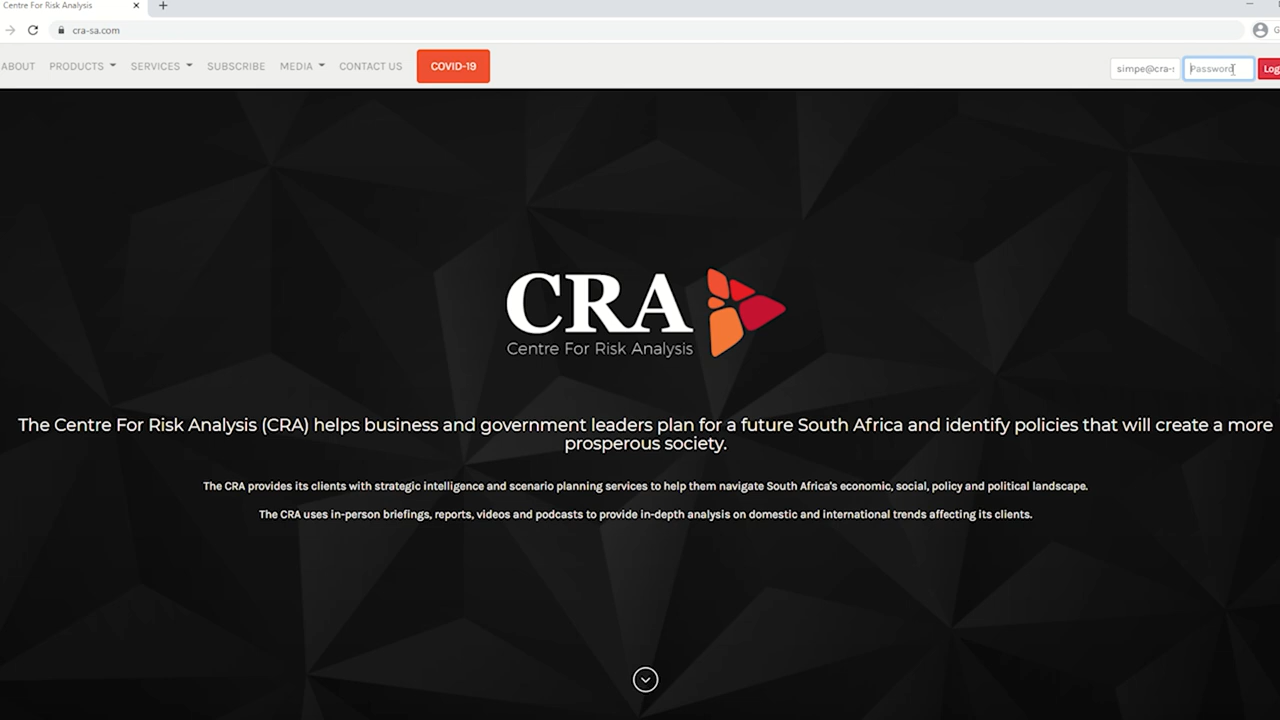 Centre For Risk Analysis
cra-sa.com
ABOUT PRODUCTS SERVICES SUBSCRIBE MEDIA CONTACT US COVID-19 simpe@cra- Password Log
CRA
Centre For Risk Analysis
The Centre For Risk Analysis (CRA) helps business and government leaders plan for a future South Africa and identify policies that will create a more
prosperous society.
The CRA provides its clients with strategic intelligence and scenario planning services to help them navigate South Africa's economic, social, policy and political landscape.
The CRA uses in-person briefings, reports, videos and podcasts to provide in-depth analysis on domestic and international trends affecting its clients.